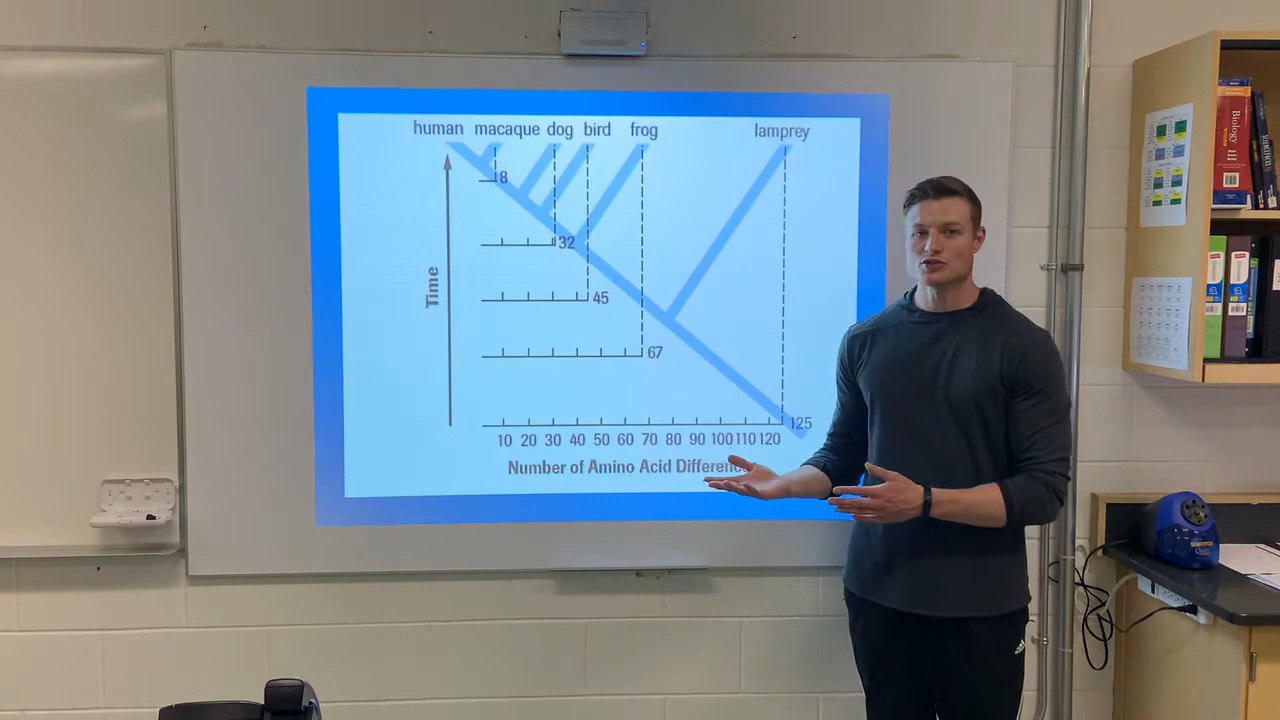 human macaque dog bird frog lamprey
8
32
45
67
125
Time
10 20 30 40 50 60 70 80 90 100 110 120
Number of Amino Acid
Biology